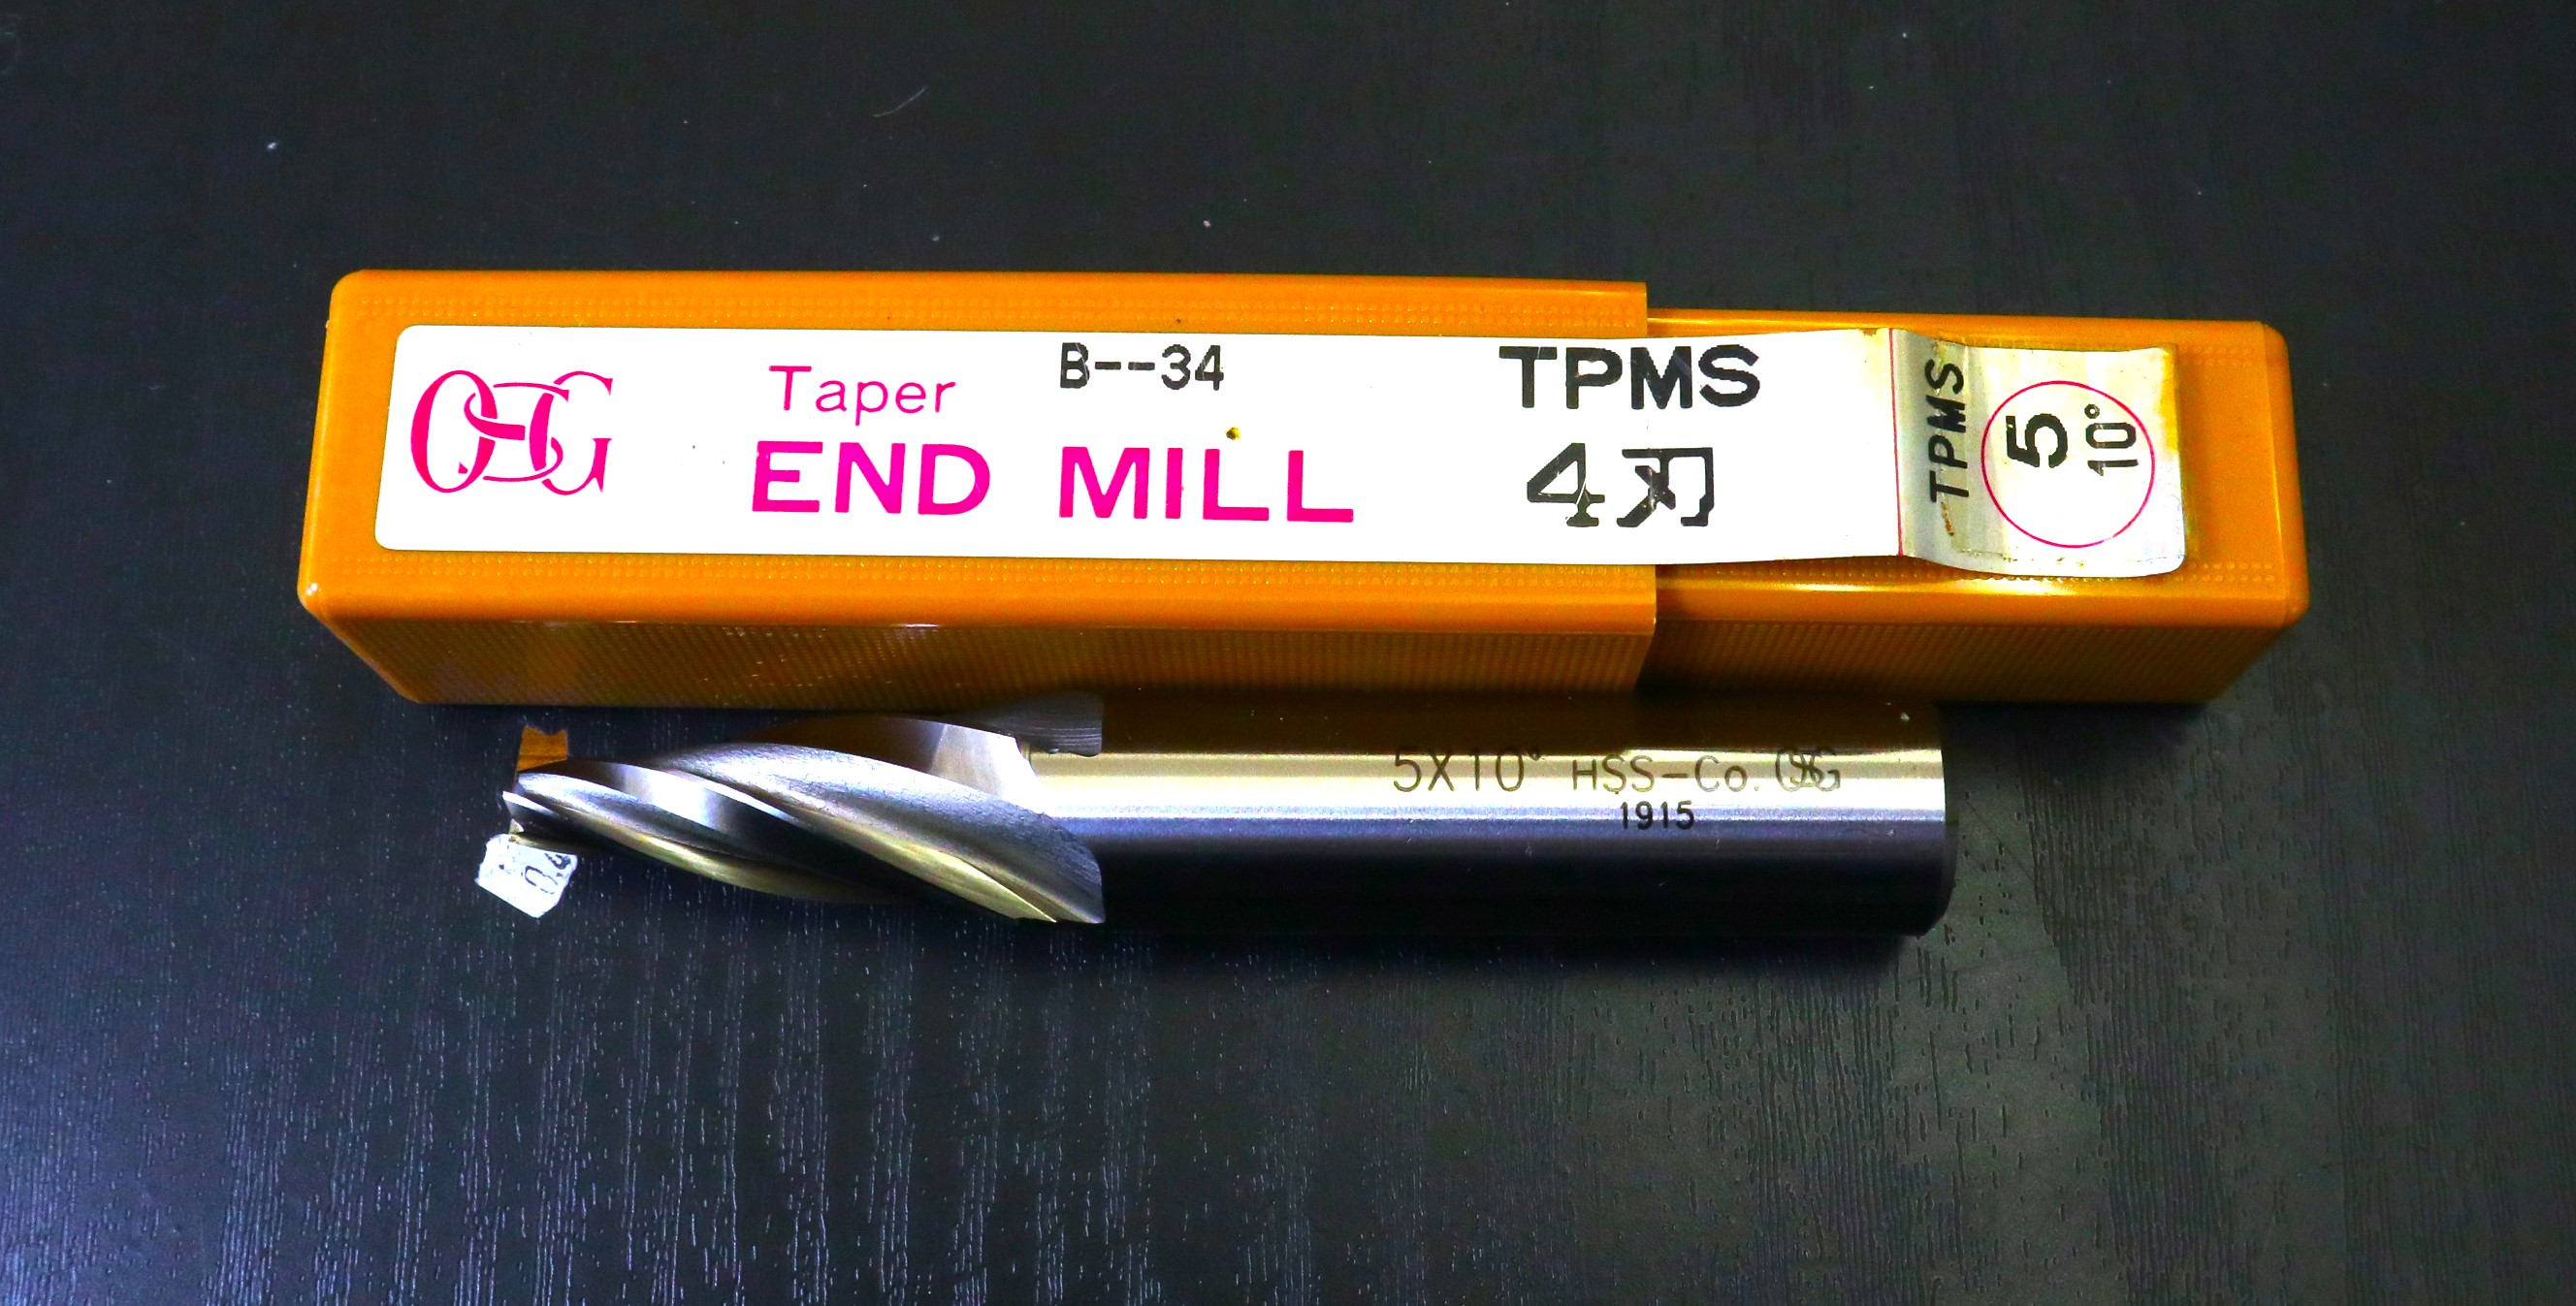 OSG
Taper
END MILL
B--34
TPMS
4刃
TPMS
5
10°
5X10° HSS-Co. OSG
1915